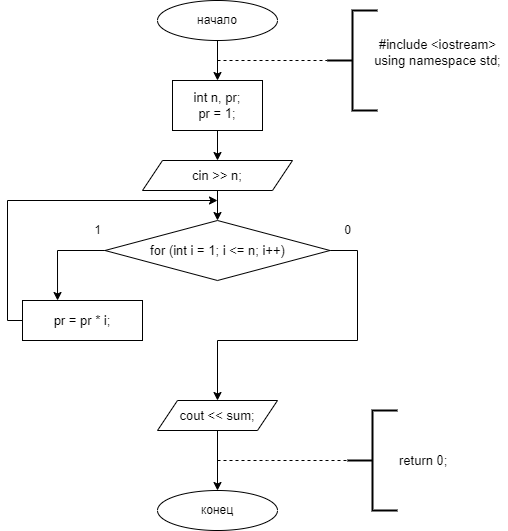 начало
#include <iostream>
using namespace std;
int n, pr;
pr = 1;
cin >> n;
1
0
for (int i = 1; i <= n; i++)
pr = pr * i;
cout << sum;
return 0;
конец